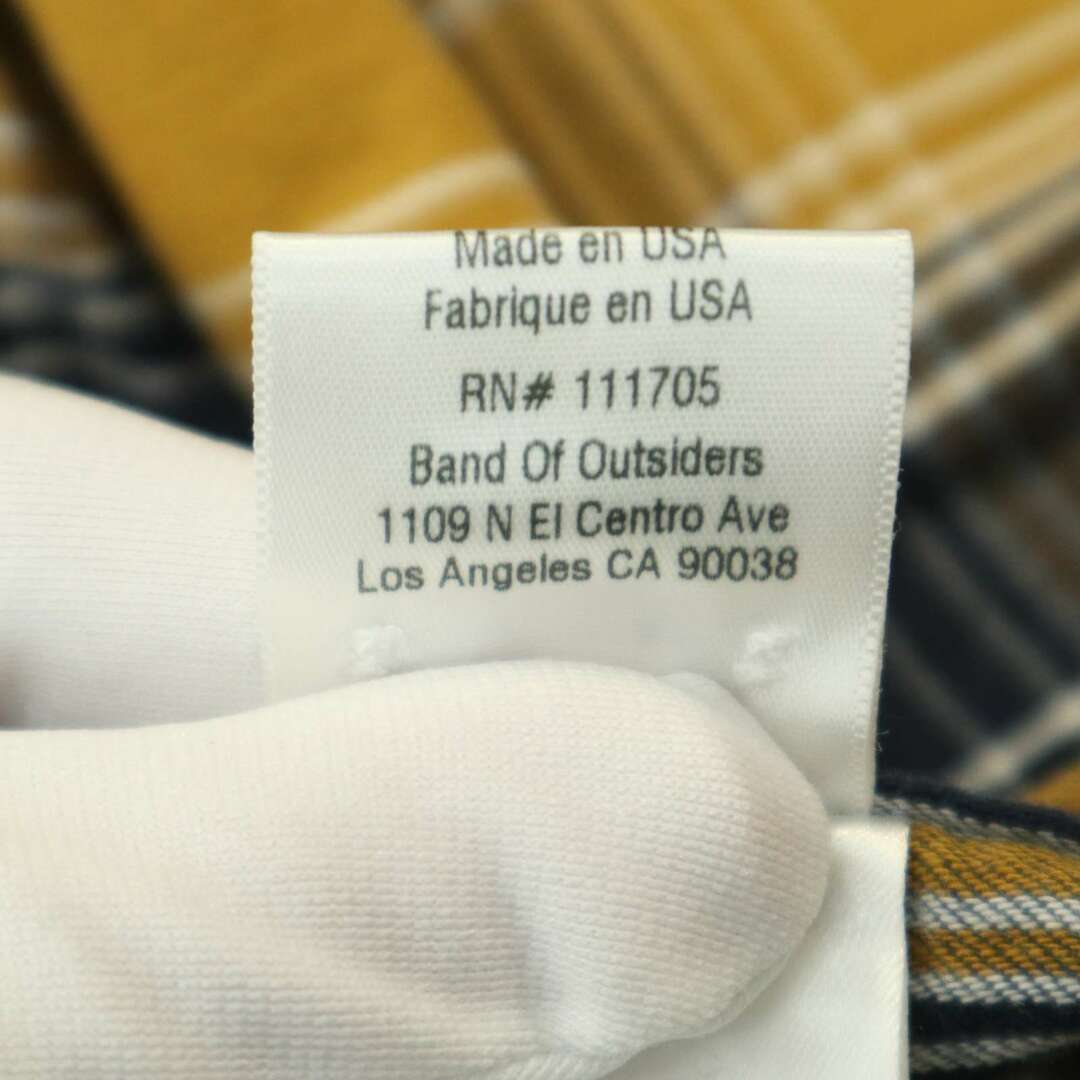 Made en USA
Fabrique en USA
RN# 111705
Band Of Outsiders
1109 N El Centro Ave
Los Angeles CA 90038